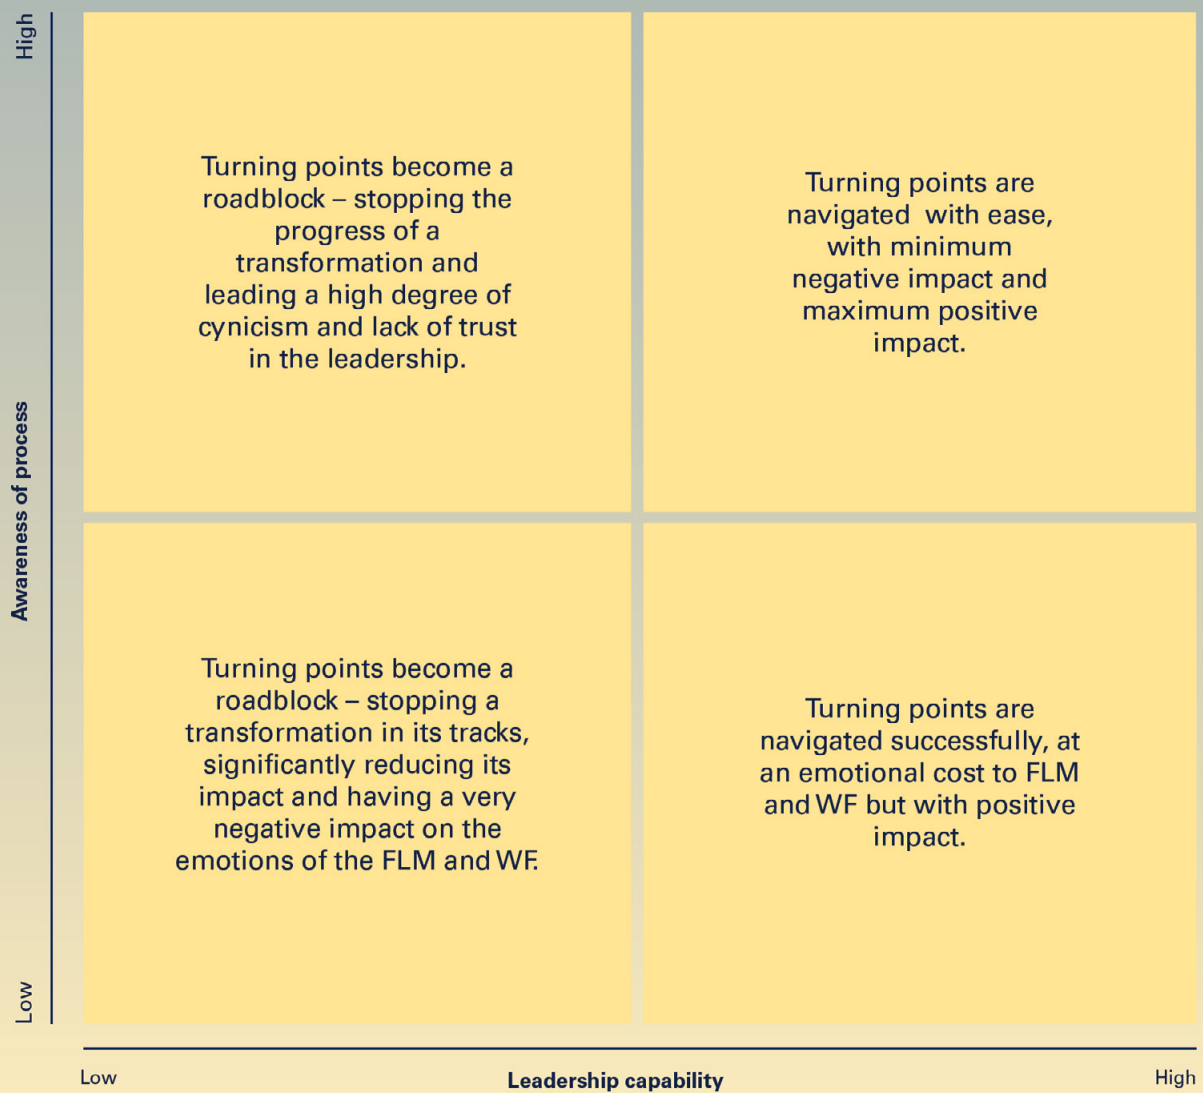 High
Turning points become a
roadblock – stopping the
progress of a
transformation and
leading a high degree of
cynicism and lack of trust
in the leadership.
Turning points are
navigated with ease,
with minimum
negative impact and
maximum positive
impact.
Awareness of process
Turning points become a
roadblock – stopping a
transformation in its tracks,
significantly reducing its
impact and having a very
negative impact on the
emotions of the FLM and WF.
Turning points are
navigated successfully, at
an emotional cost to FLM
and WF but with positive
impact.
Low
Low
Leadership capability
High